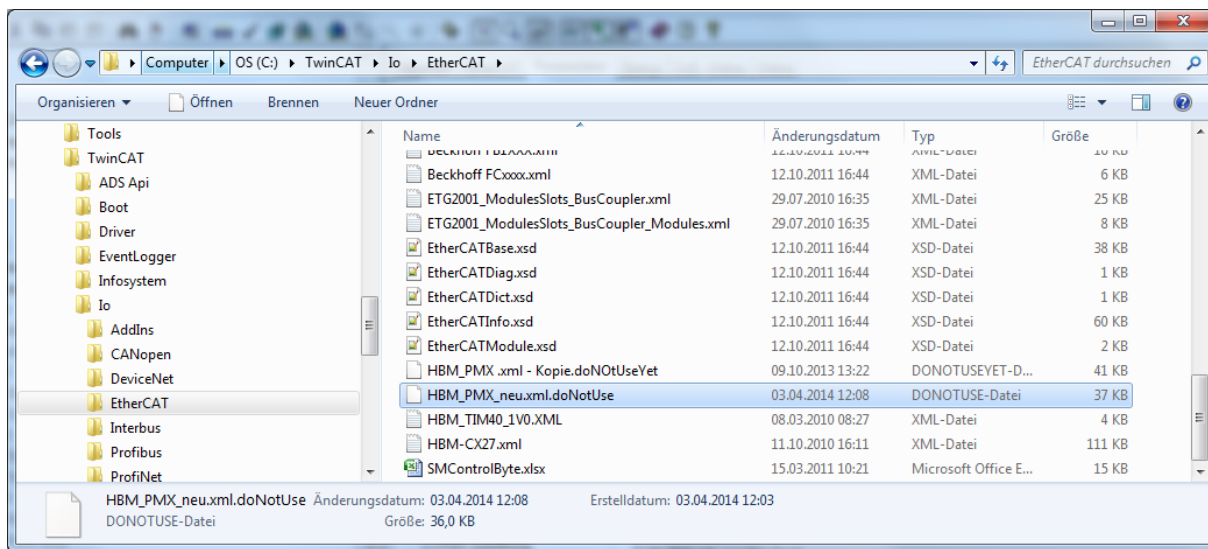 Computer OS (C:) TwinCAT Io EtherCAT
EtherCAT durchsuchen
Organisieren Öffnen Brennen Neuer Ordner
Tools
TwinCAT
ADS Api
Boot
Driver
EventLogger
Infosystem
Io
AddIns
CANopen
DeviceNet
EtherCAT
Interbus
Profibus
ProfiNet
Name Änderungsdatum Typ Größe
Beckhoff FCxxxx.xml 12.10.2011 16:44 XML-Datei 6 KB
ETG2001_ModulesSlots_BusCoupler.xml 29.07.2010 16:35 XML-Datei 25 KB
ETG2001_ModulesSlots_BusCoupler_Modules.xml 29.07.2010 16:35 XML-Datei 8 KB
EtherCATBase.xsd 12.10.2011 16:44 XSD-Datei 38 KB
EtherCATDiag.xsd 12.10.2011 16:44 XSD-Datei 1 KB
EtherCATDict.xsd 12.10.2011 16:44 XSD-Datei 1 KB
EtherCATInfo.xsd 12.10.2011 16:44 XSD-Datei 60 KB
EtherCATModule.xsd 12.10.2011 16:44 XSD-Datei 2 KB
HBM_PMX .xml - Kopie.doNOtUseYet 09.10.2013 13:22 DONOTUSEYET-D... 41 KB
HBM_PMX_neu.xml.doNotUse 03.04.2014 12:08 DONOTUSE-Datei 37 KB
HBM_TIM40_1V0.XML 08.03.2010 08:27 XML-Datei 4 KB
HBM-CX27.xml 11.10.2010 16:11 XML-Datei 111 KB
SMControlByte.xlsx 15.03.2011 10:21 Microsoft Office E... 15 KB
HBM_PMX_neu.xml.doNotUse Änderungsdatum: 03.04.2014 12:08 Erstelldatum: 03.04.2014 12:03
DONOTUSE-Datei Größe: 36,0 KB